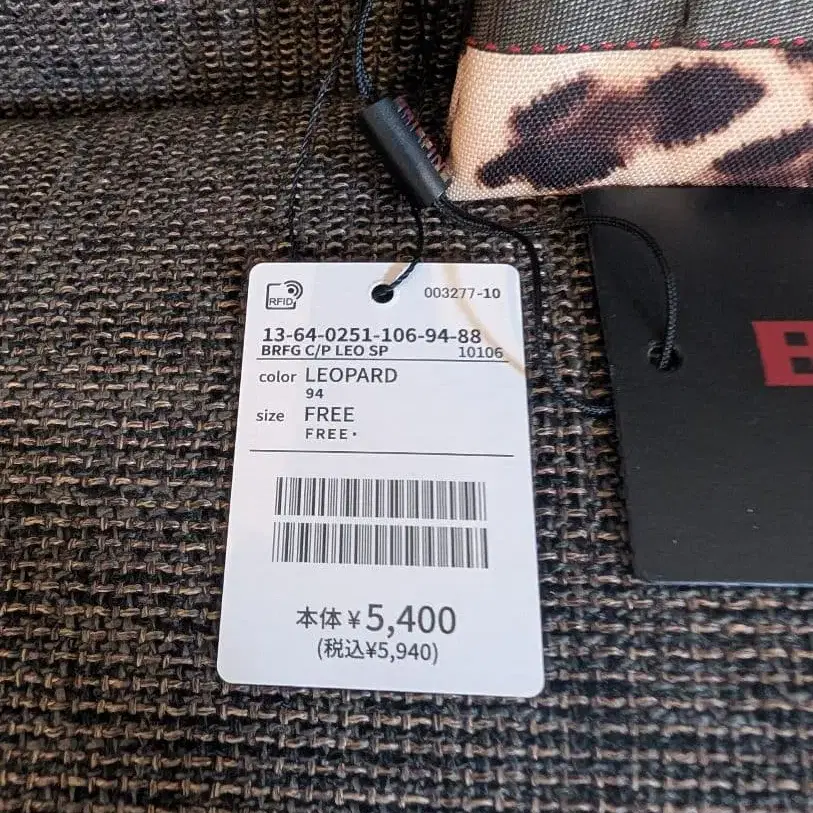 RFID
003277-10
13-64-0251-106-94-88
BRFG C/P LEO SP 10106
color LEOPARD
94
size FREE
FREE・
本体¥5,400
(税込¥5,940)
B